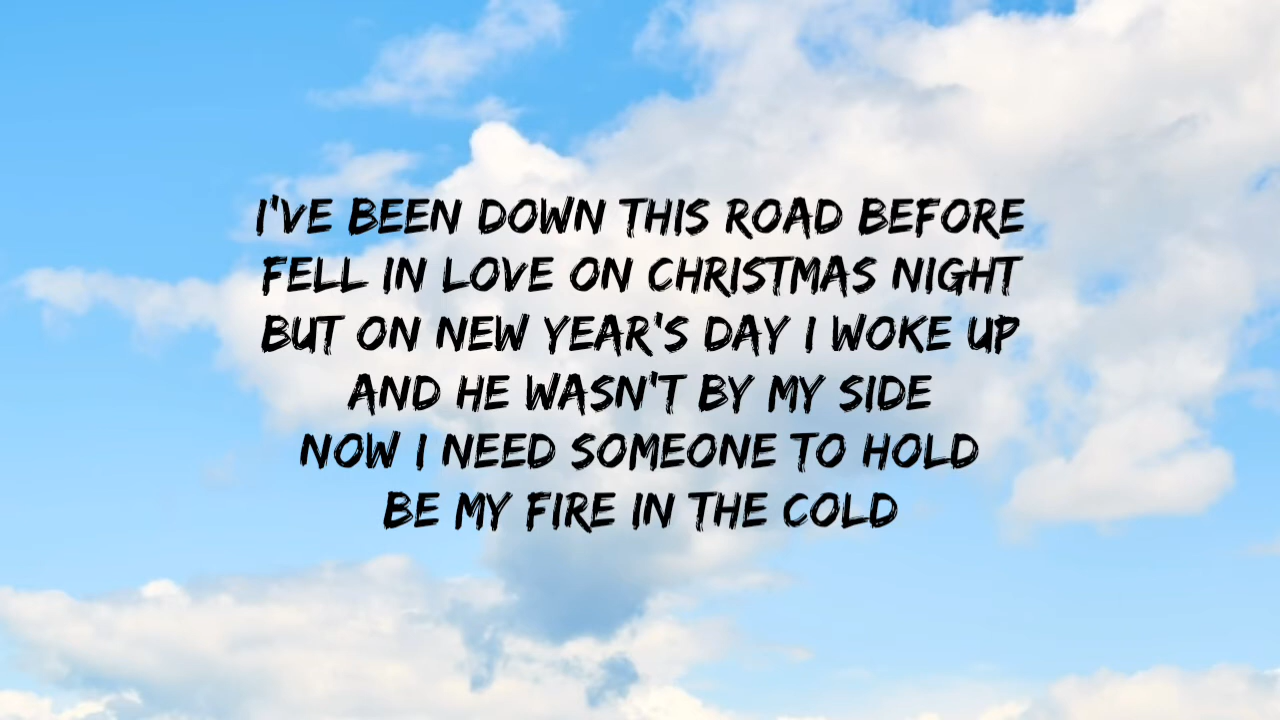 I'VE BEEN DOWN THIS ROAD BEFORE
FELL IN LOVE ON CHRISTMAS NIGHT
BUT ON NEW YEAR'S DAY I WOKE UP
AND HE WASN'T BY MY SIDE
NOW I NEED SOMEONE TO HOLD
BE MY FIRE IN THE COLD